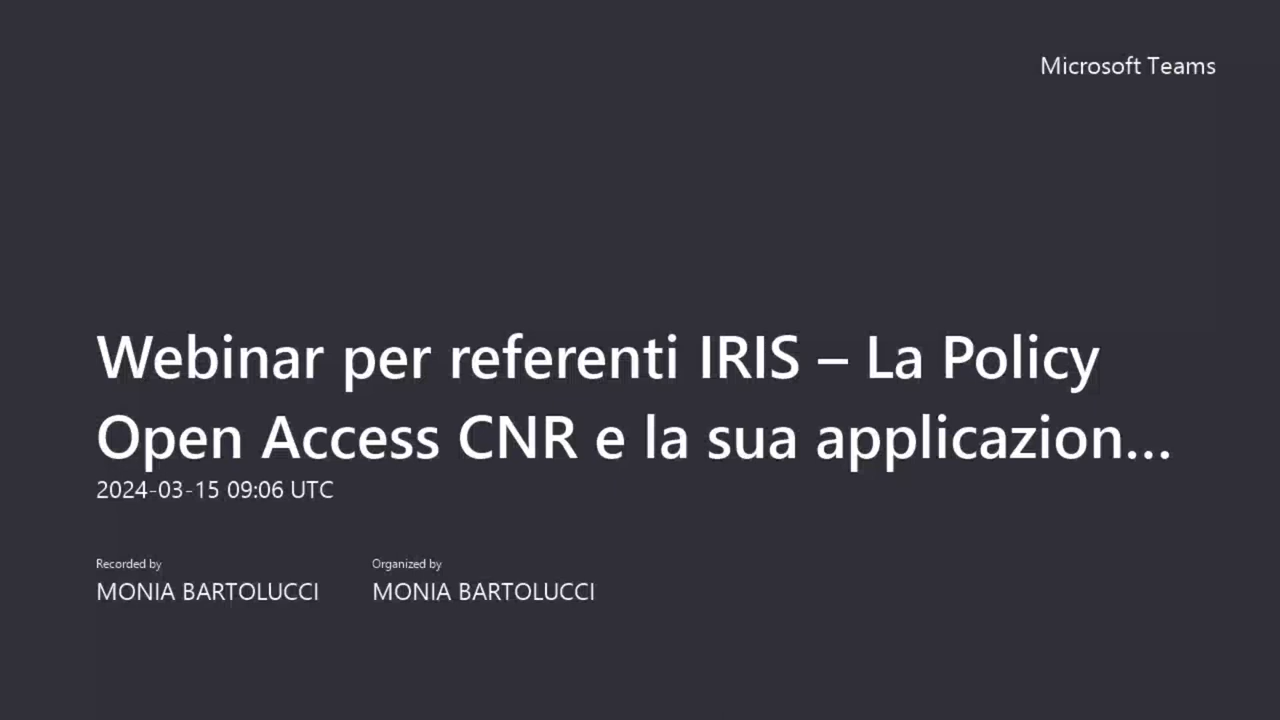 Microsoft Teams
Webinar per referenti IRIS – La Policy
Open Access CNR e la sua applicazion...
2024-03-15 09:06 UTC
Recorded by
MONIA BARTOLUCCI
Organized by
MONIA BARTOLUCCI